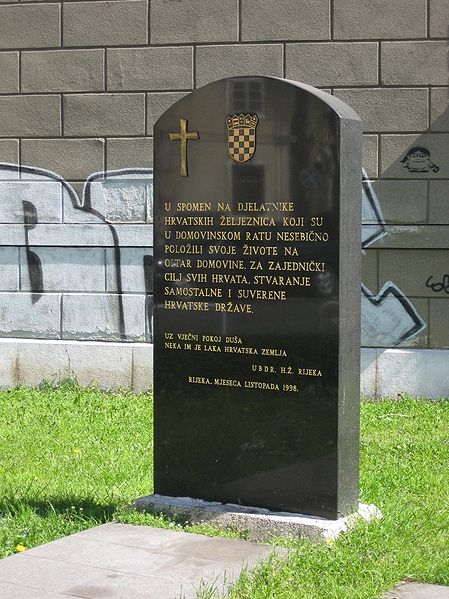 U SPOMEN NA DJELATNIKE
HRVATSKIH ŽELJEZNICA KOJI SU
U DOMOVINSKOM RATU NESEBIČNO
POLOŽILI SVOJE ŽIVOTE NA
OLTAR DOMOVINE, ZA ZAJEDNIČKI
CILJ SVIH HRVATA, STVARANJE
SAMOSTALNE I SUVERENE
HRVATSKE DRŽAVE.
UZ VJEČNI POKOJ DUŠA
NEKA IM JE LAKA HRVATSKA ZEMLJA
U B D R. H.Ž. RIJEKA
RIJEKA, MJESECA LISTOPADA 1998.